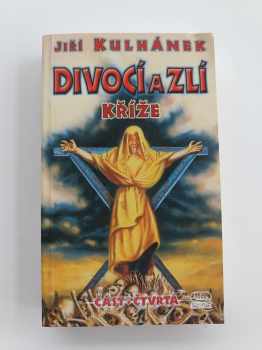 Jiří Kulhánek
DIVOCÍ A ZLÍ
KŘÍŽE
ČÁST ČTVRTÁ